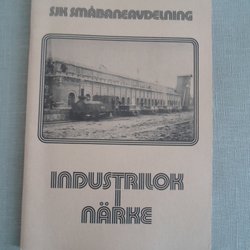 SJK SMÅBANEAVDELNING
INDUSTRILOK
I
NÄRKE